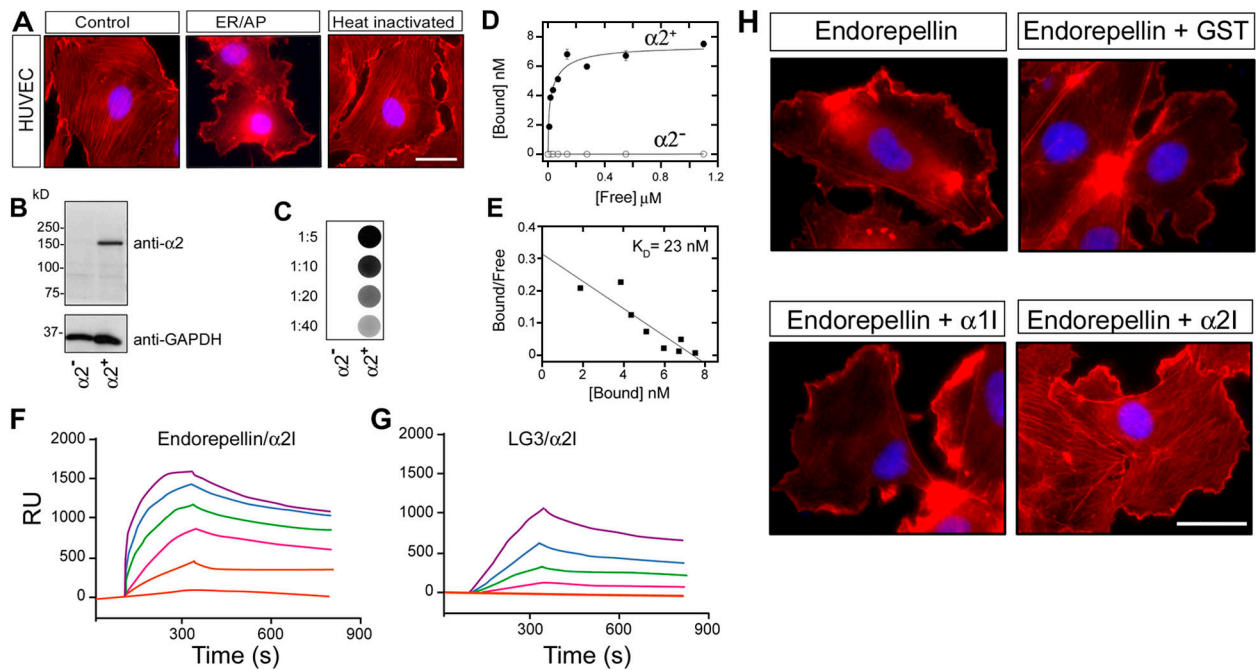 A
Control
ER/AP
Heat inactivated
HUVEC
B
kD
250-
150-
100-
75-
37-
anti-α2
anti-GAPDH
α2-
α2+
C
1:5
1:10
1:20
1:40
α2-
α2+
D
[Bound] nM
8
6
4
2
0
α2+
α2-
0
0.4
0.8
1.2
[Free] μM
E
Bound/Free
0.4
0.3
0.2
0.1
0
KD= 23 nM
0
2
4
6
8
[Bound] nM
F
Endorepellin/α2I
RU
2000
1500
1000
500
0
300
600
900
Time (s)
G
LG3/α2I
2000
1500
1000
500
0
300
600
900
Time (s)
H
Endorepellin
Endorepellin + GST
Endorepellin + α1I
Endorepellin + α2I